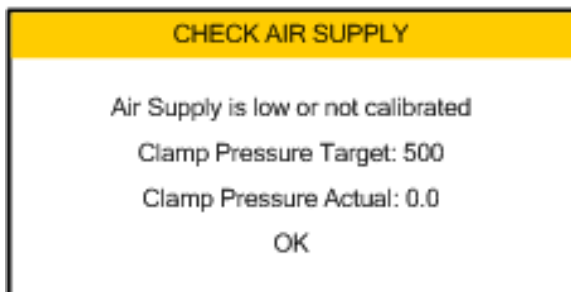 CHECK AIR SUPPLY
Air Supply is low or not calibrated
Clamp Pressure Target: 500
Clamp Pressure Actual: 0.0
OK